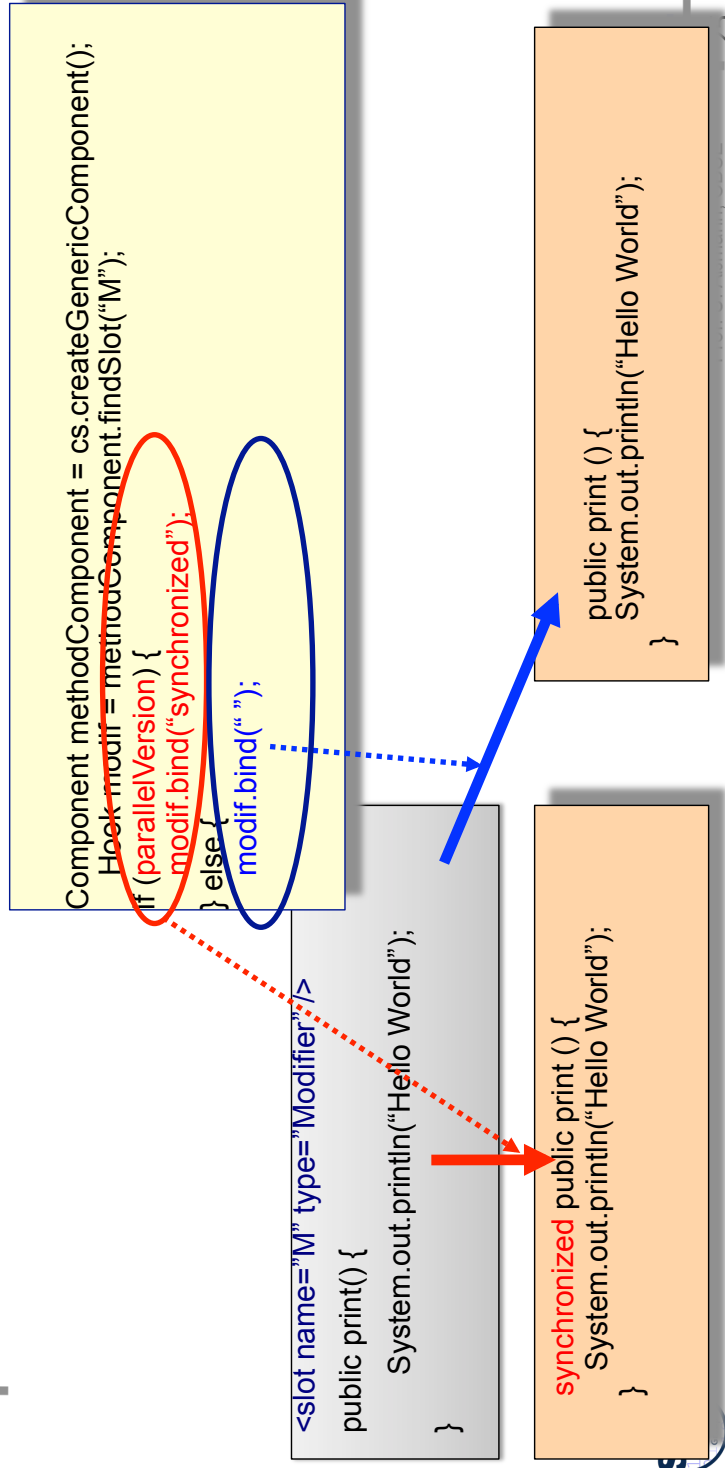 Component methodComponent = cs.createGenericComponent();
Hook modif = methodComponent.findSlot(“M”);
if (parallelVersion) {
modif.bind(“synchronized”);
} else {
modif.bind(“ ”);
<slot name=”M” type=”Modifier”/>
public print() {
System.out.println(“Hello World”);
}
synchronized public print () {
System.out.println(“Hello World”);
}
public print () {
System.out.println(“Hello World”);
}